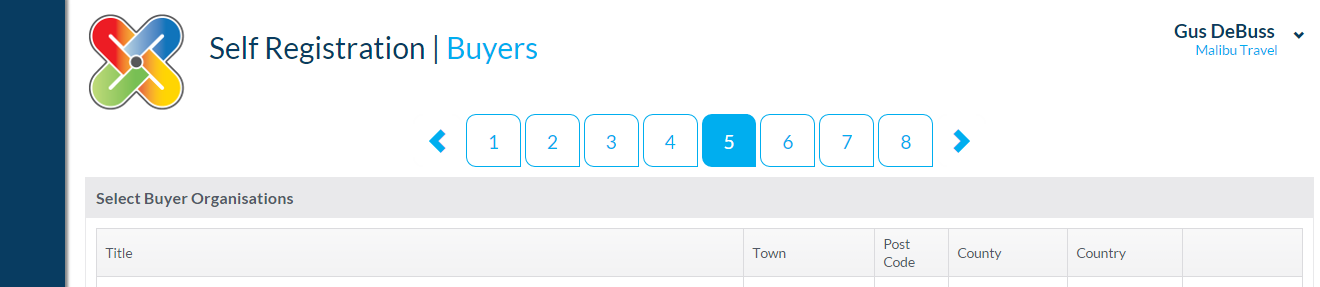 Gus DeBuss
Self Registration | Buyers
Malibu Travel
1 2 3 4 5 6 7 8
Select Buyer Organisations
Title Town Post Code County Country